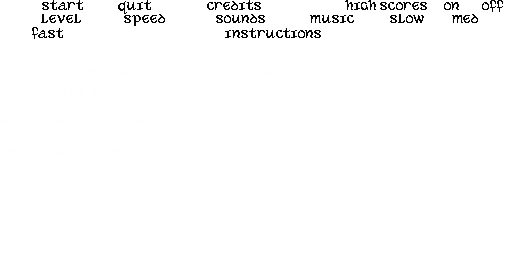 start quit credits high scores on off
level speed sounds music slow med
fast instructions